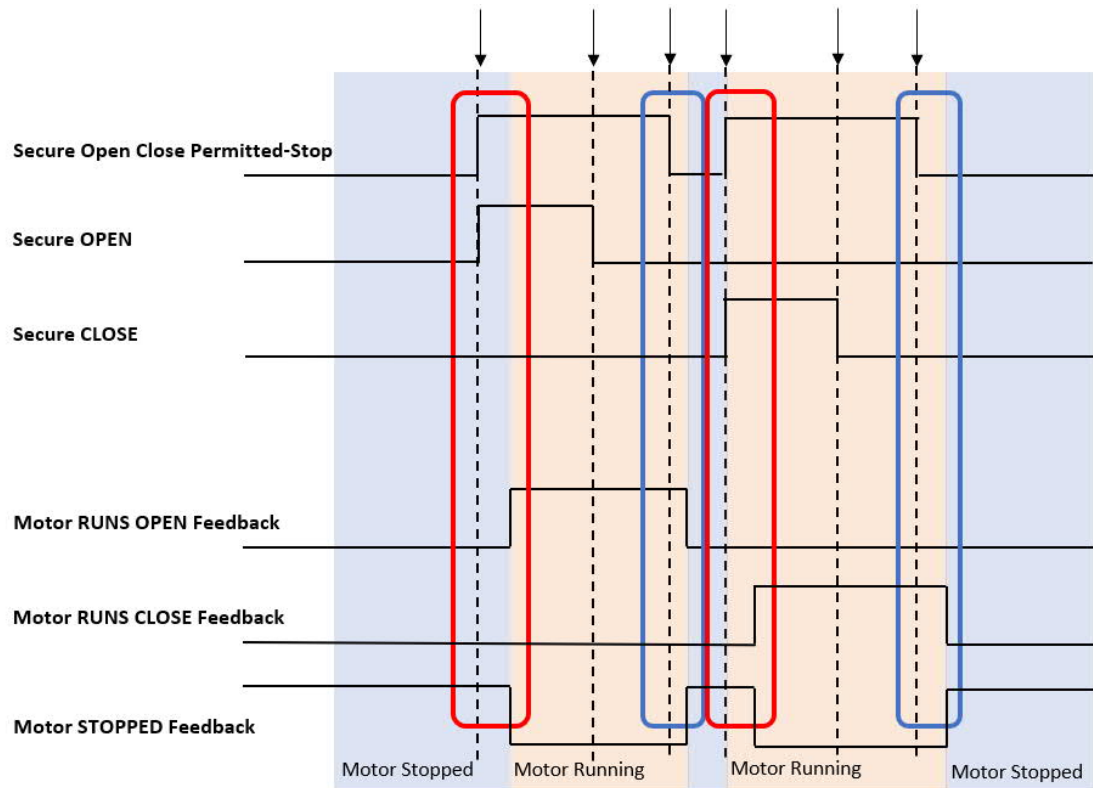 Secure Open Close Permitted-Stop
Secure OPEN
Secure CLOSE
Motor RUNS OPEN Feedback
Motor RUNS CLOSE Feedback
Motor STOPPED Feedback
Motor Stopped
Motor Running
Motor Running
Motor Stopped